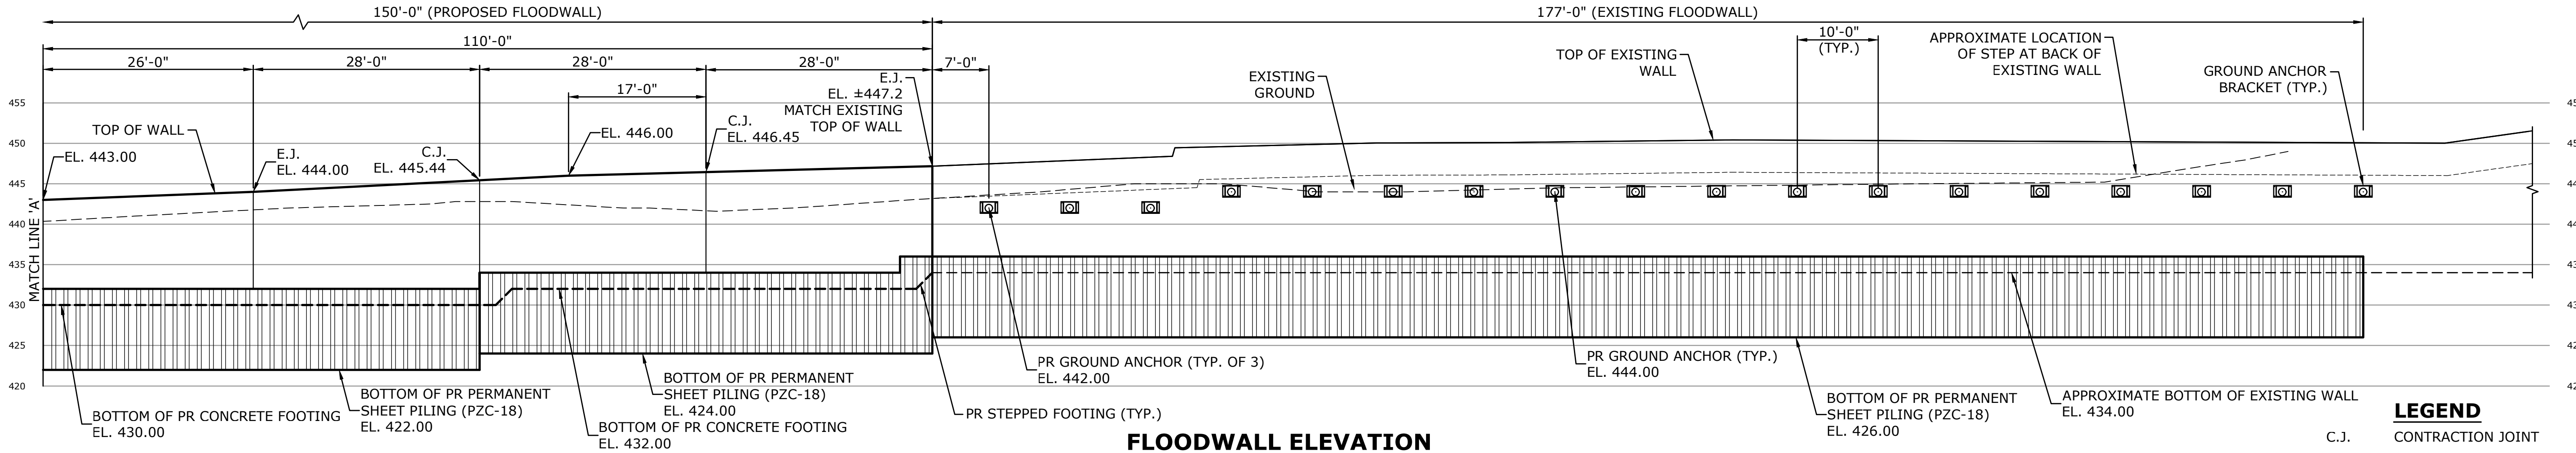 150'-0" (PROPOSED FLOODWALL)
177'-0" (EXISTING FLOODWALL)
110'-0"
26'-0"
28'-0"
28'-0"
28'-0"
7'-0"
17'-0"
10'-0"
(TYP.)
E.J.
EL. ±447.2
MATCH EXISTING
TOP OF WALL
EXISTING
GROUND
TOP OF EXISTING
WALL
APPROXIMATE LOCATION
OF STEP AT BACK OF
EXISTING WALL
GROUND ANCHOR
BRACKET (TYP.)
TOP OF WALL
EL. 443.00
E.J.
EL. 444.00
C.J.
EL. 445.44
EL. 446.00
C.J.
EL. 446.45
455
450
445
440
435
430
425
420
45
45
44
44
43
43
42
42
MATCH LINE 'A'
BOTTOM OF PR CONCRETE FOOTING
EL. 430.00
BOTTOM OF PR PERMANENT
SHEET PILING (PZC-18)
EL. 422.00
BOTTOM OF PR PERMANENT
SHEET PILING (PZC-18)
EL. 424.00
BOTTOM OF PR CONCRETE FOOTING
EL. 432.00
PR STEPPED FOOTING (TYP.)
PR GROUND ANCHOR (TYP. OF 3)
EL. 442.00
PR GROUND ANCHOR (TYP.)
EL. 444.00
BOTTOM OF PR PERMANENT
SHEET PILING (PZC-18)
EL. 426.00
APPROXIMATE BOTTOM OF EXISTING WALL
EL. 434.00
FLOODWALL ELEVATION
LEGEND
C.J. CONTRACTION JOINT